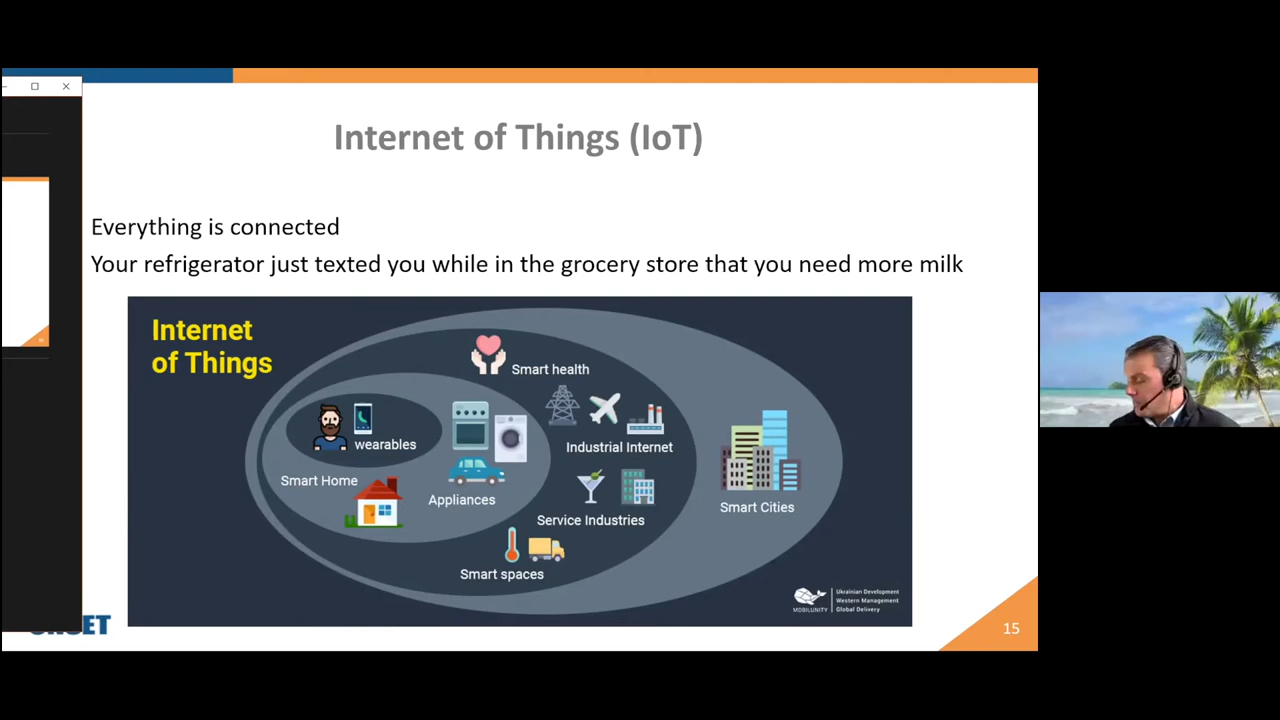 Internet of Things (IoT)
Everything is connected
Your refrigerator just texted you while in the grocery store that you need more milk
Internet
of Things
Smart health
wearables
Industrial Internet
Smart Home
Appliances
Smart Cities
Service Industries
Smart spaces
MOBILUNITY
Ukrainian Development
Western Management
Global Delivery
15